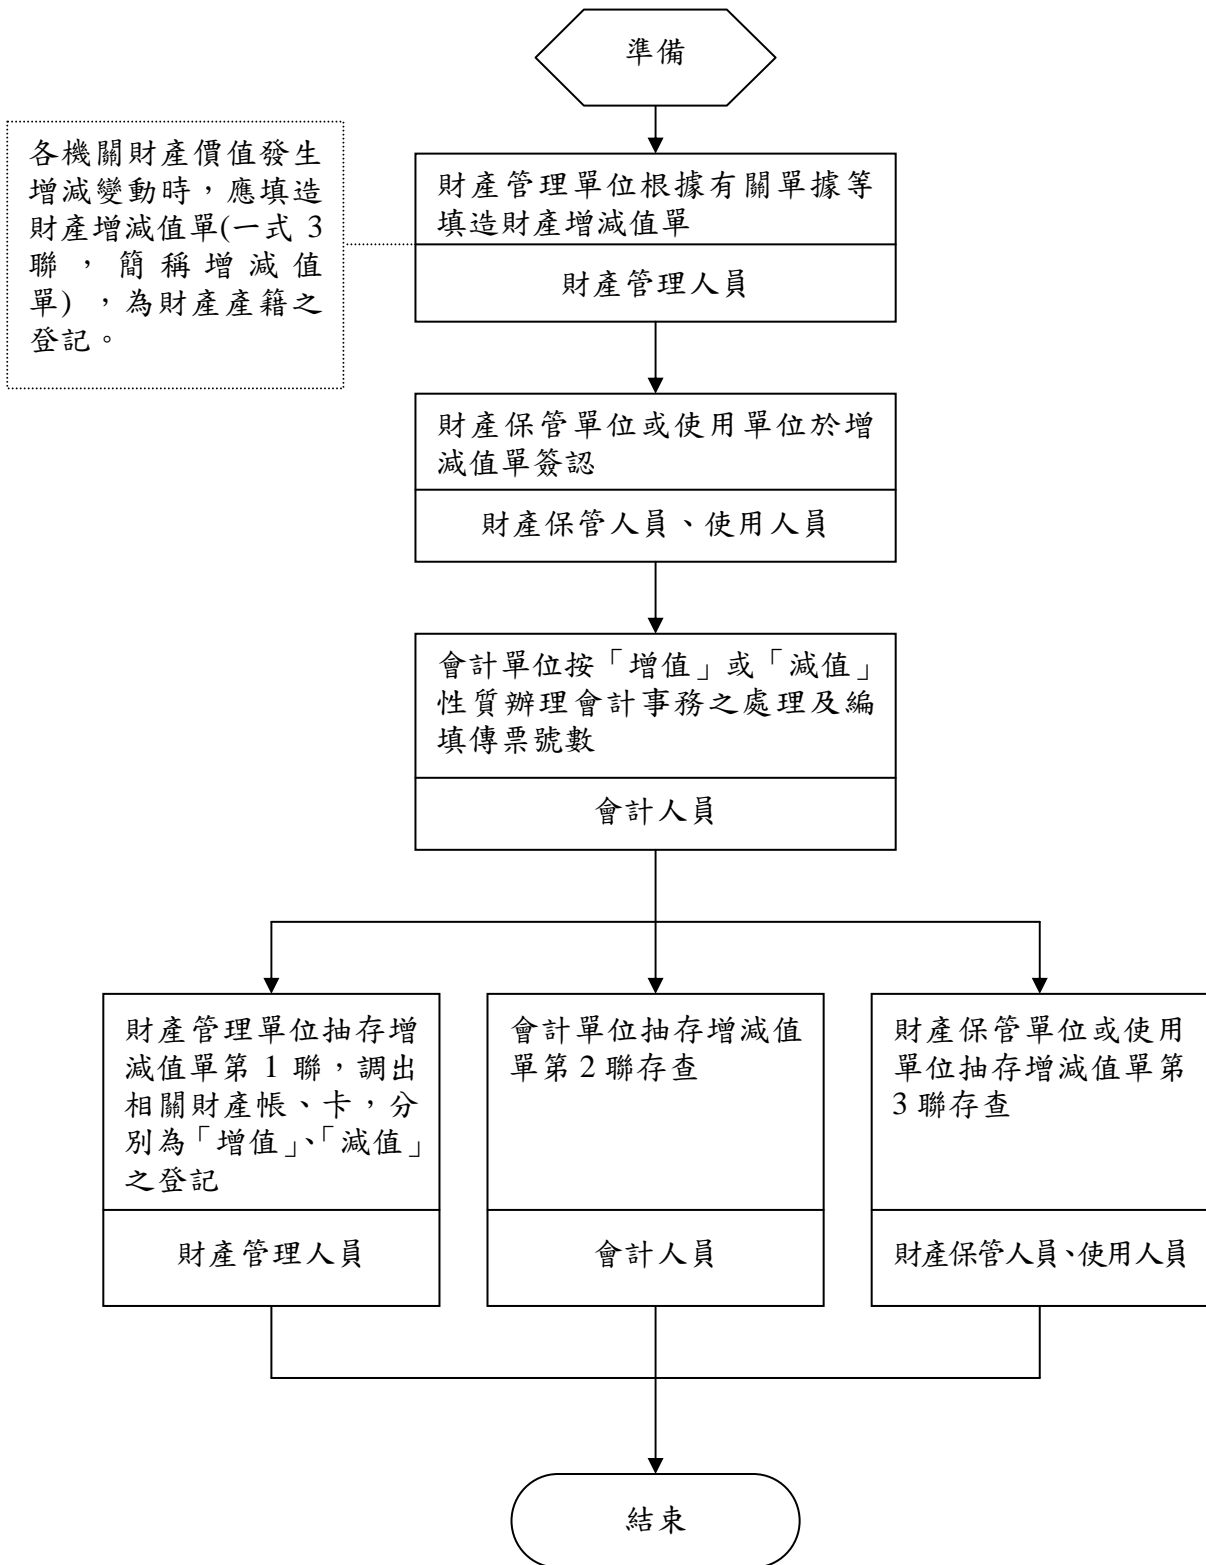 準備
各機關財產價值發生
增減變動時，應填造
財產增減值單(一式 3
聯，簡稱增減值
單)，為財產產籍之
登記。
財產管理單位根據有關單據等
填造財產增減值單
財產管理人員
財產保管單位或使用單位於增
減值單簽認
財產保管人員、使用人員
會計單位按「增值」或「減值」
性質辦理會計事務之處理及編
填傳票號數
會計人員
財產管理單位抽存增
減值單第 1 聯，調出
相關財產帳、卡，分
別為「增值」、「減值」
之登記
財產管理人員
會計單位抽存增減值
單第 2 聯存查
會計人員
財產保管單位或使用
單位抽存增減值單第
3 聯存查
財產保管人員、使用人員
結束